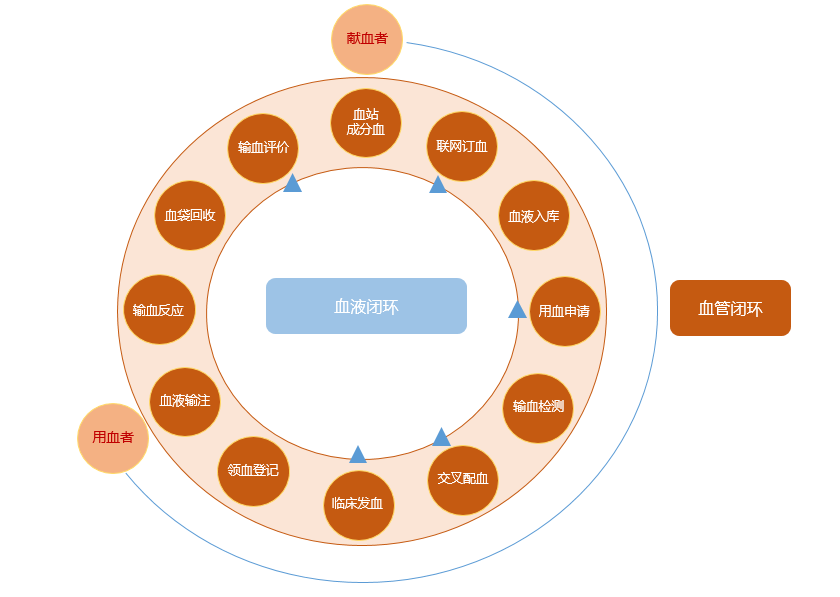 献血者
血站
成分血
联网订血
输血评价
血液入库
血袋回收
血液闭环
血管闭环
用血申请
输血反应
输血检测
血液输注
用血者
交叉配血
领血登记
临床发血